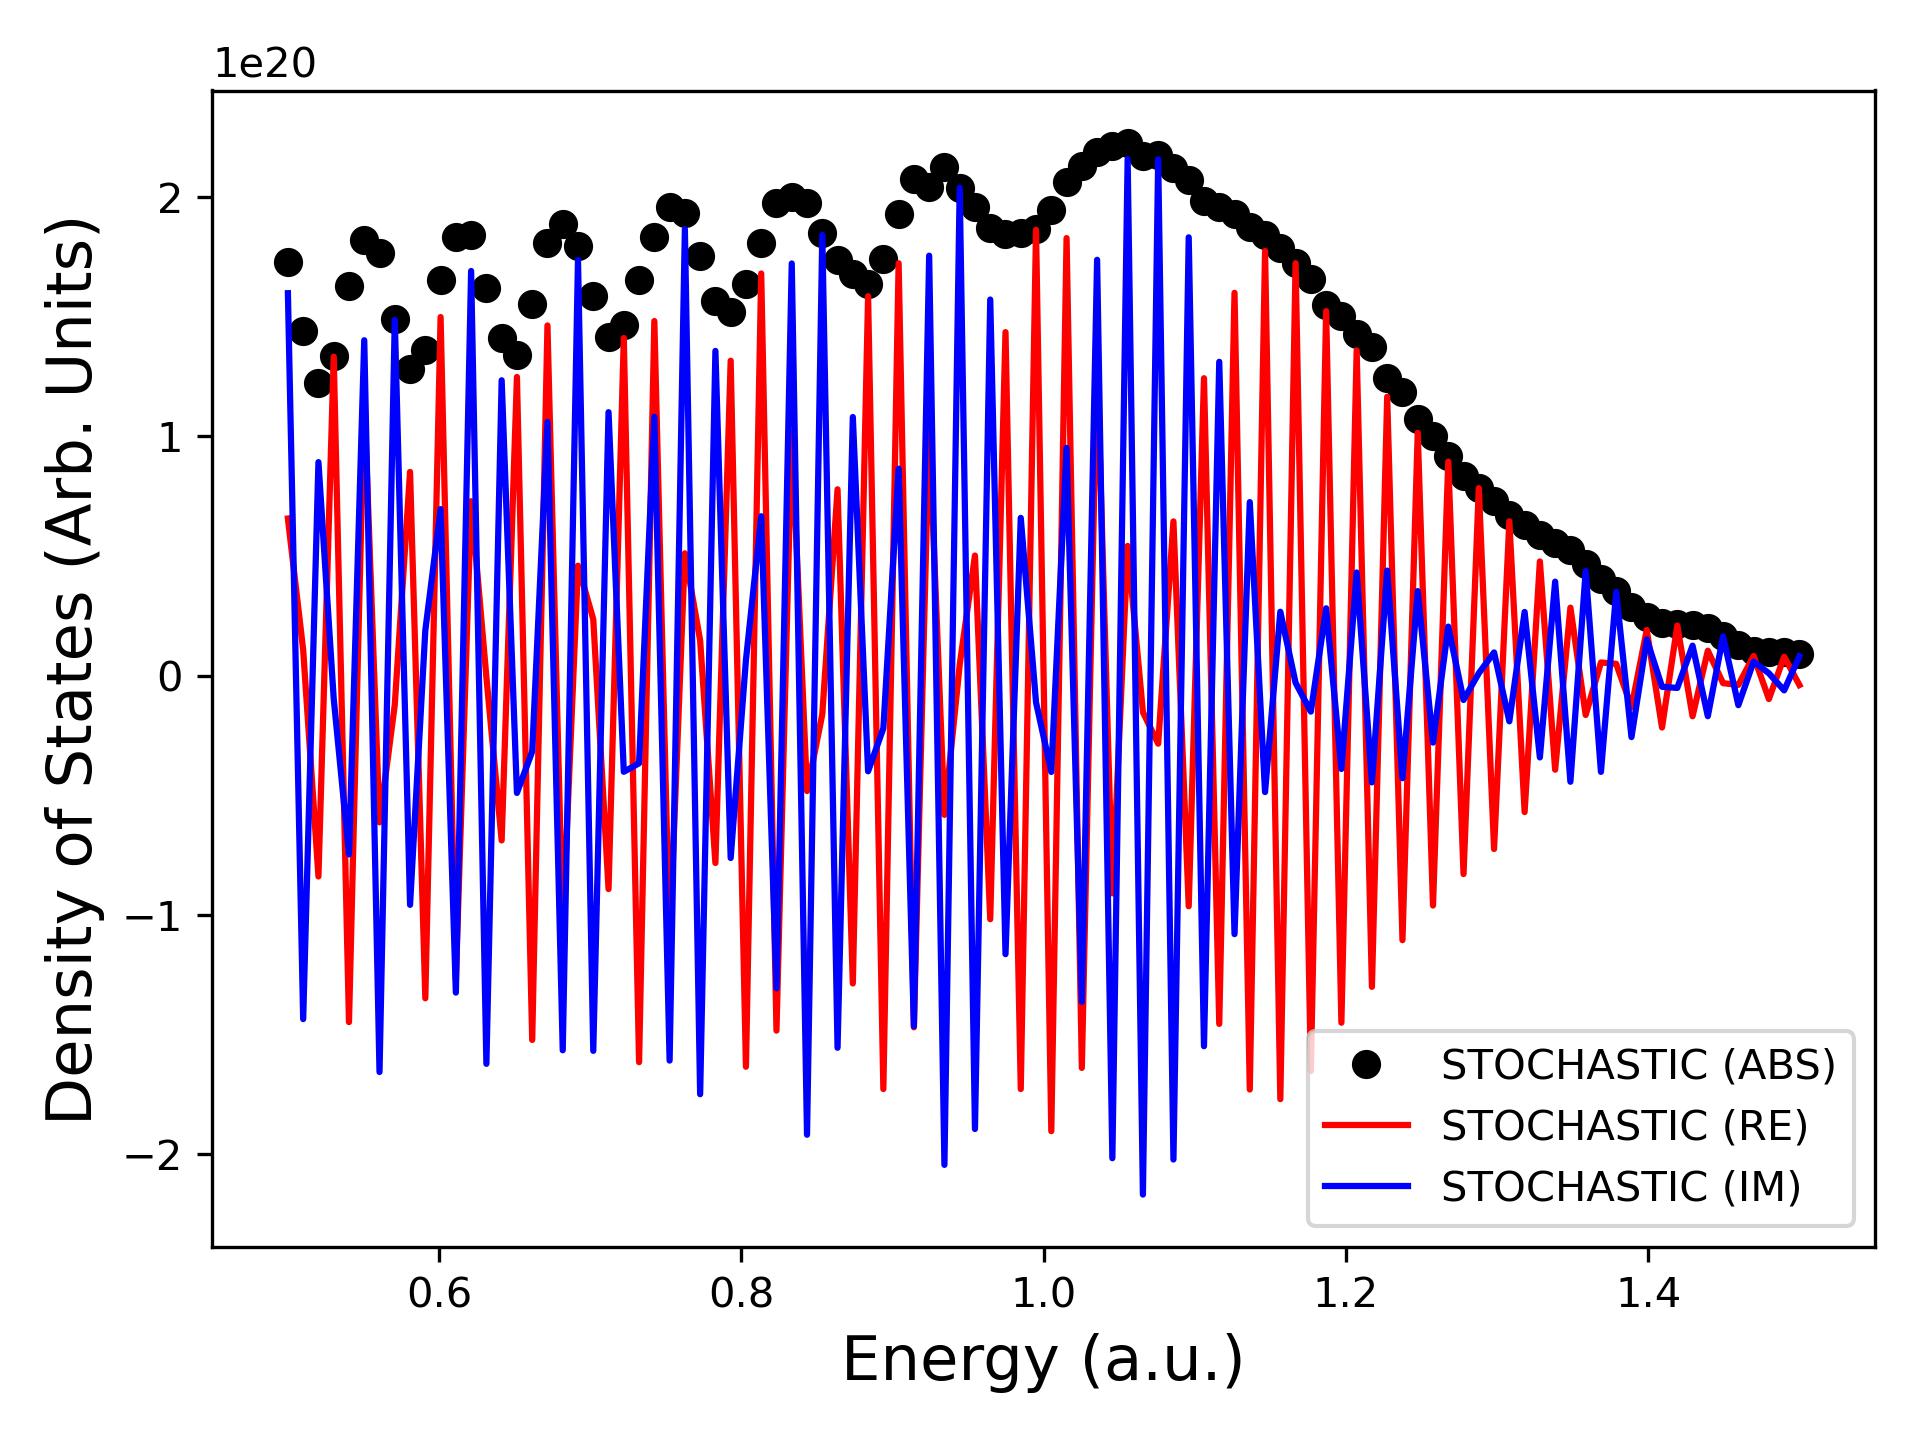 1e20
2
1
0
−1
−2
Density of States (Arb. Units)
STOCHASTIC (ABS)
STOCHASTIC (RE)
STOCHASTIC (IM)
0.6 0.8 1.0 1.2 1.4
Energy (a.u.)